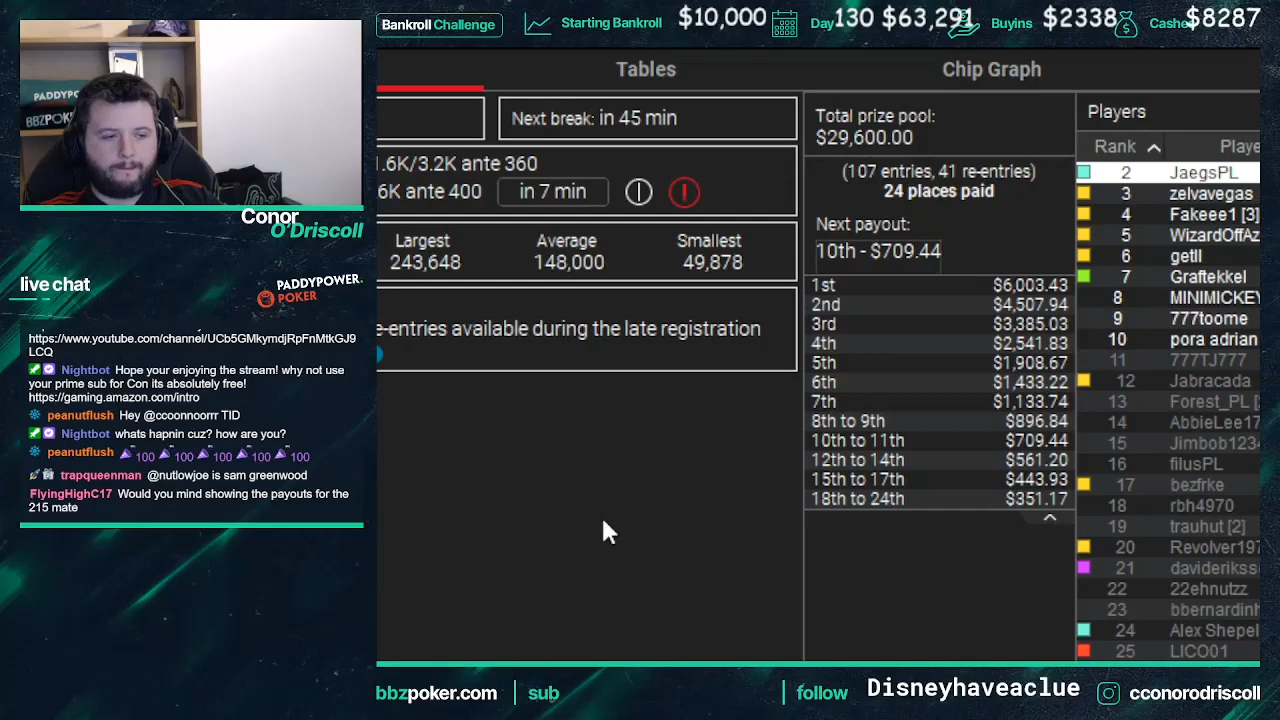 Bankroll Challenge
Starting Bankroll $10,000
Day 130 $63,291
Buyins $2338
Cashes $8287
PADDYPO
BBZPOKER
Conor
O'Driscoll
live chat
PADDYPOWER.
POKER
https://www.youtube.com/channel/UCb5GMkymdjRpFnMtkGJ9
LCQ
Nightbot Hope your enjoying the stream! why not use
your prime sub for Con its absolutely free!
https://gaming.amazon.com/intro
peanutflush Hey @ccoonnoorrr TID
Nightbot whats hapnin cuz? how are you?
peanutflush 100 100 100 100 100
trapqueenman @nutlowjoe is sam greenwood
FlyingHighC17 Would you mind showing the payouts for the
215 mate
Tables
Chip Graph
Next break: in 45 min
1.6K/3.2K ante 360
6K ante 400 in 7 min
Largest Average Smallest
243,648 148,000 49,878
e-entries available during the late registration
Total prize pool:
$29,600.00
(107 entries, 41 re-entries)
24 places paid
Next payout:
10th - $709.44
1st $6,003.43
2nd $4,507.94
3rd $3,385.03
4th $2,541.83
5th $1,908.67
6th $1,433.22
7th $1,133.74
8th to 9th $896.84
10th to 11th $709.44
12th to 14th $561.20
15th to 17th $443.93
18th to 24th $351.17
Players
Rank Playe
2 JaegsPL
3 zelvavegas
4 Fakeee1 [3]
5 WizardOfAz
6 getll
7 Graftekkel
8 MINIMICKEY
9 777toome
10 pora adrian
11 777TJ777
12 Jabracada
13 Forest_PL [
14 AbbieLee17
15 Jimbob1234
16 filusPL
17 bezfrke
18 rbh4970
19 trauhut [2]
20 Revolver197
21 davideriksso
22 22ehnutzz
23 bbernardinh
24 Alex Shepel
25 LICO01
bbzpoker.com
sub
follow
Disneyhaveaclue
cconorodriscoll